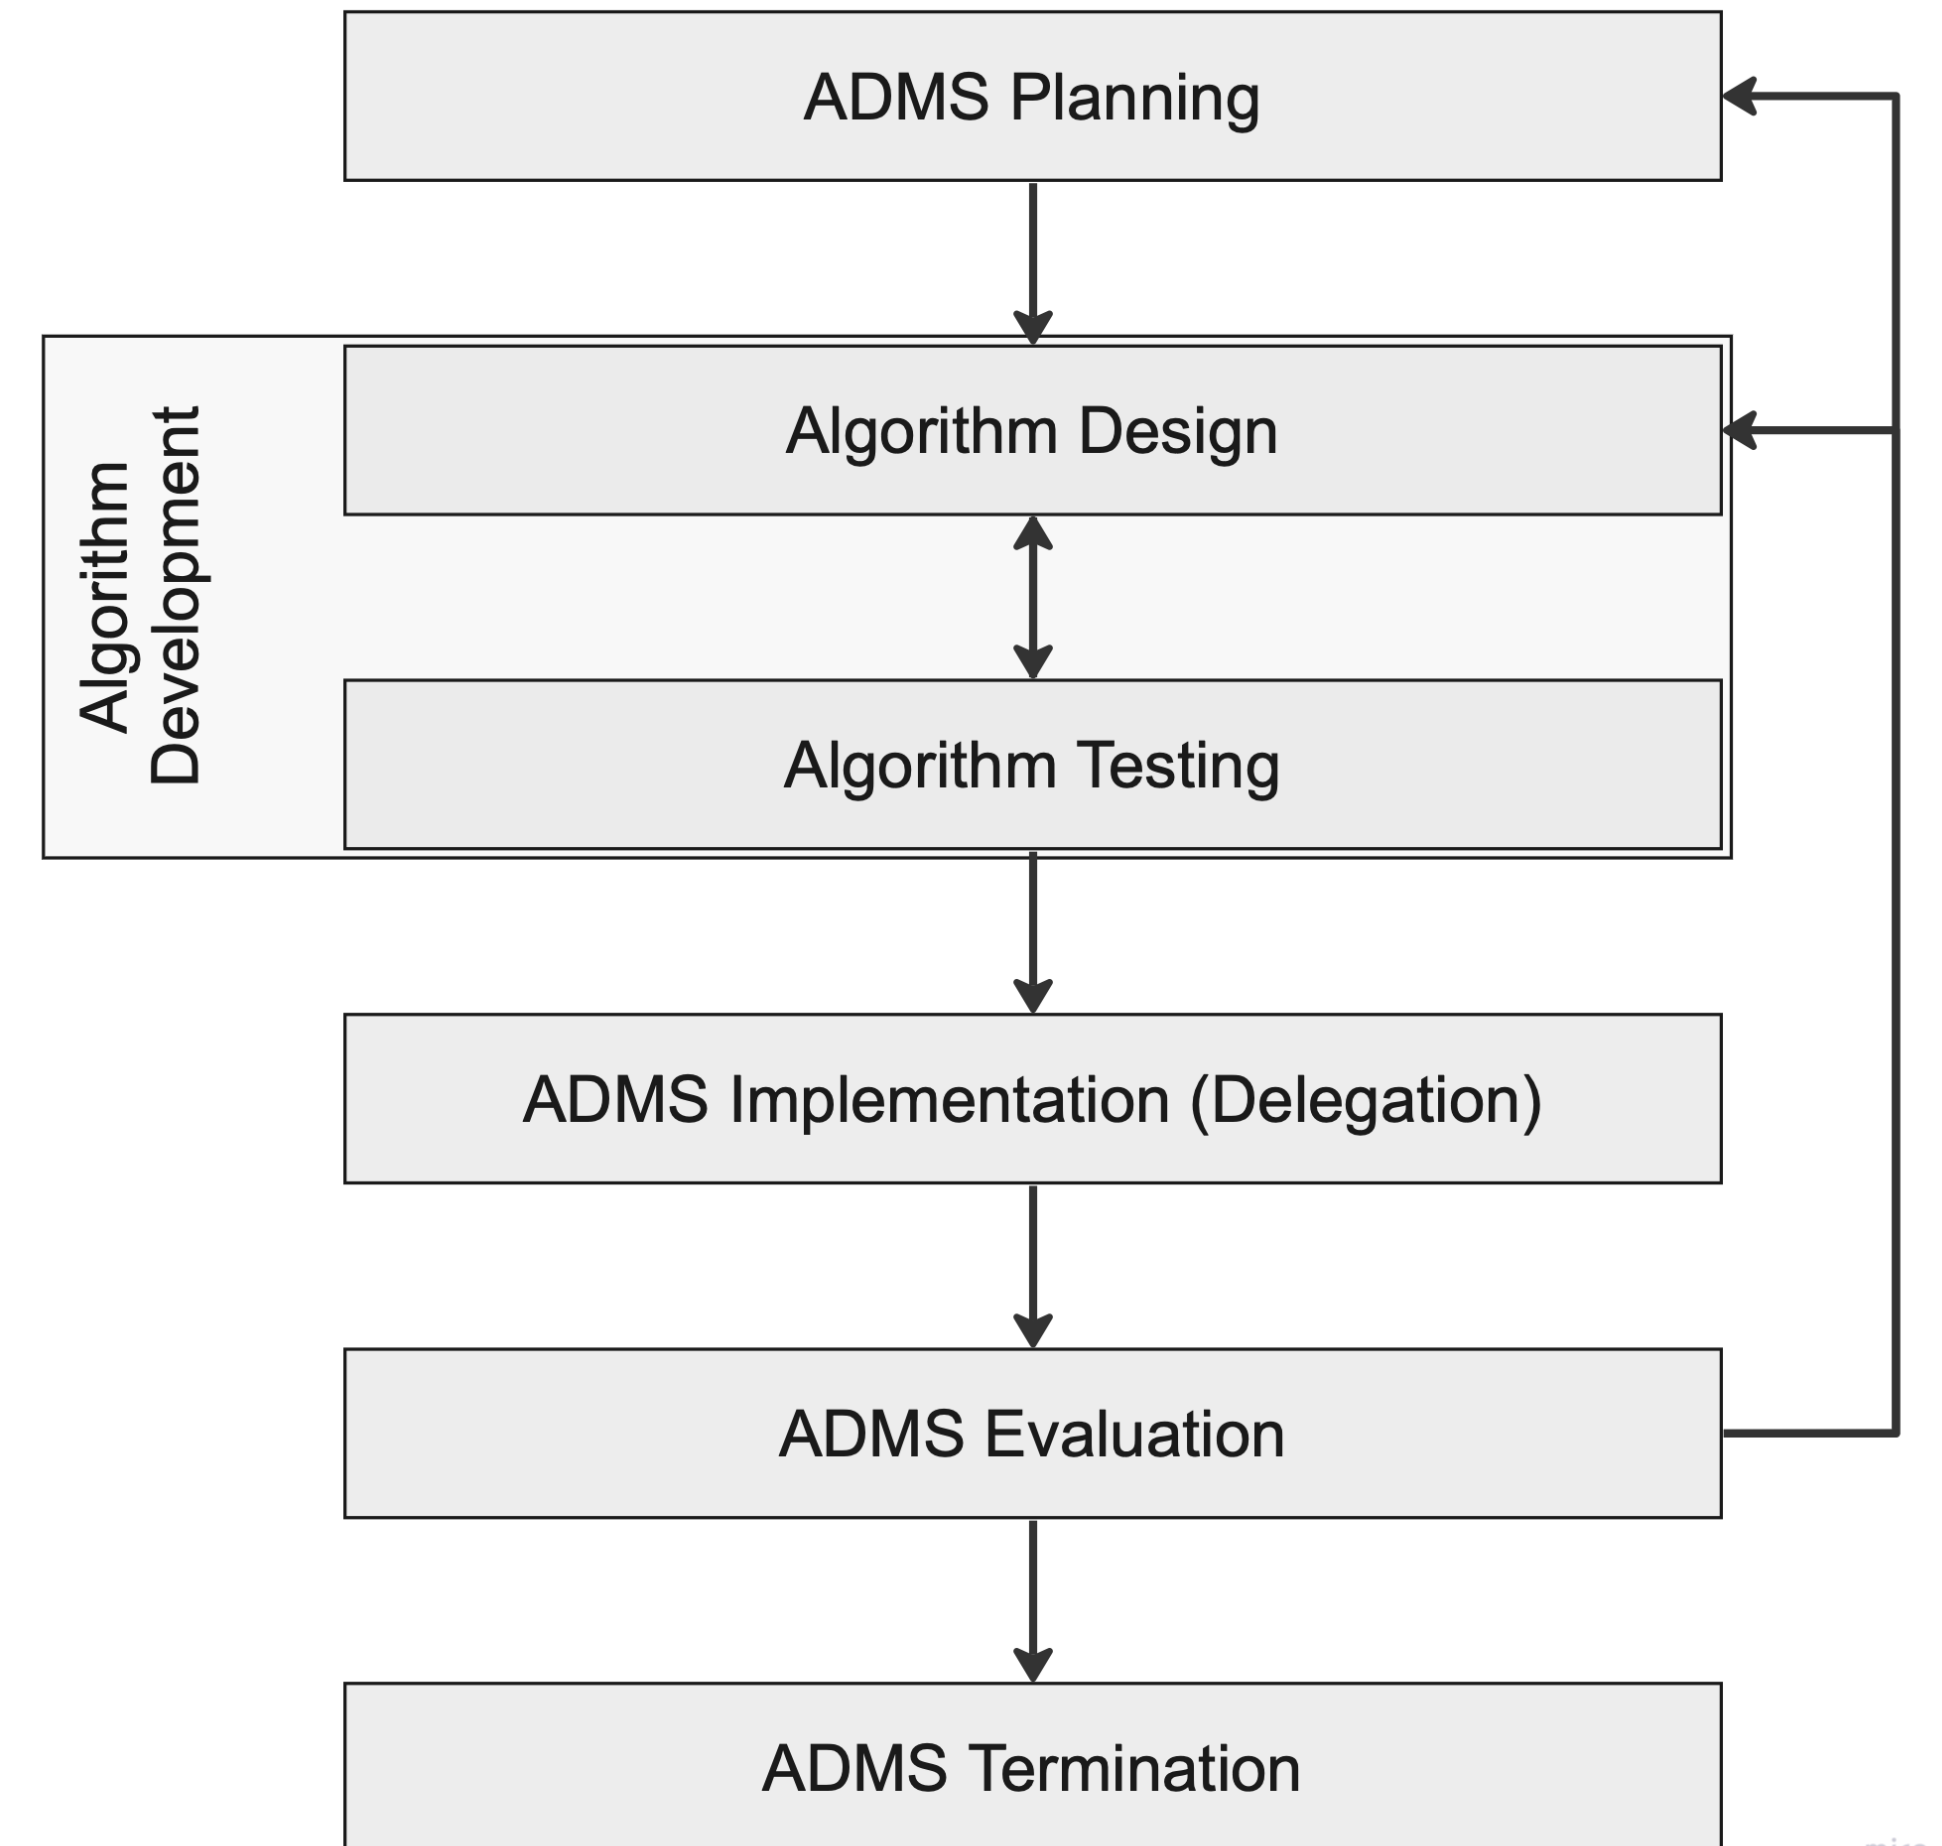 ADMS Planning
Algorithm
Development
Algorithm Design
Algorithm Testing
ADMS Implementation (Delegation)
ADMS Evaluation
ADMS Termination